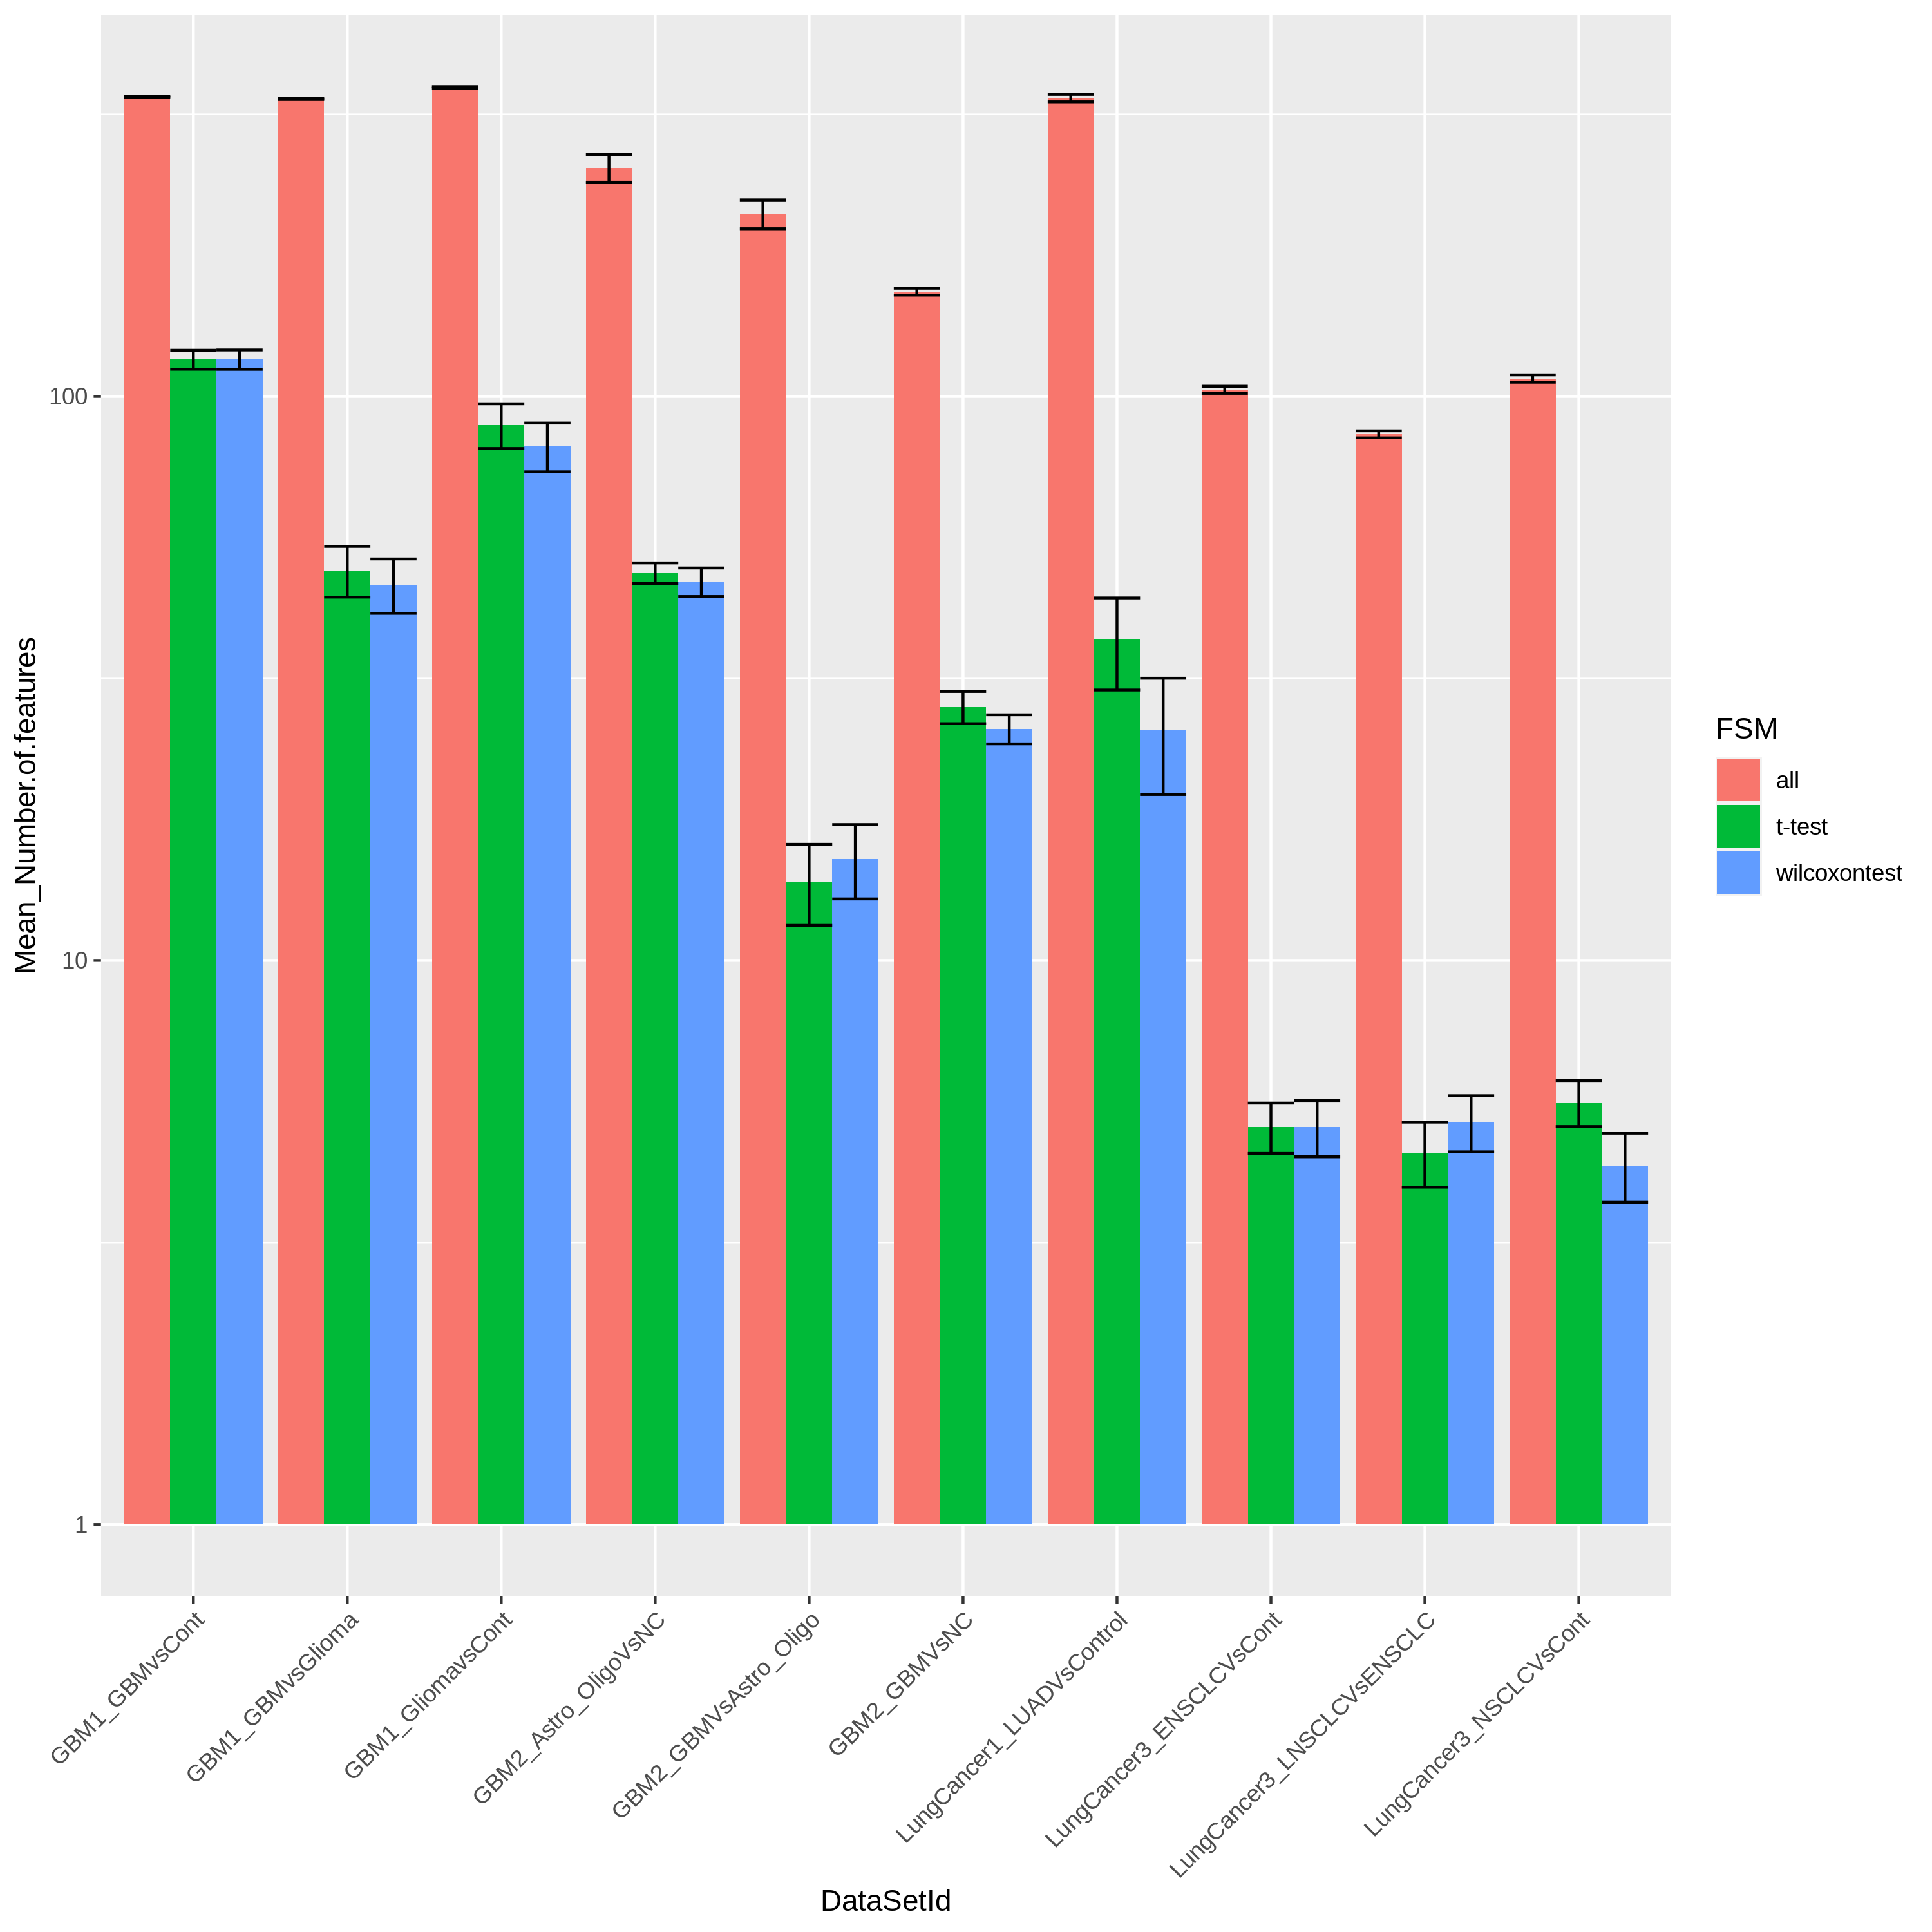 Mean_Number.of.features
100
10
1
GBM1_GBMvsCont
GBM1_GBMvsGlioma
GBM1_GliomavsCont
GBM2_Astro_OligoVsNC
GBM2_GBMVsAstro_Oligo
GBM2_GBMVsNC
LungCancer1_LUADVsControl
LungCancer3_ENSCLCVsCont
LungCancer3_LNSCLCVsENSCLC
LungCancer3_NSCLCVsCont
DataSetId
FSM
all
t-test
wilcoxontest